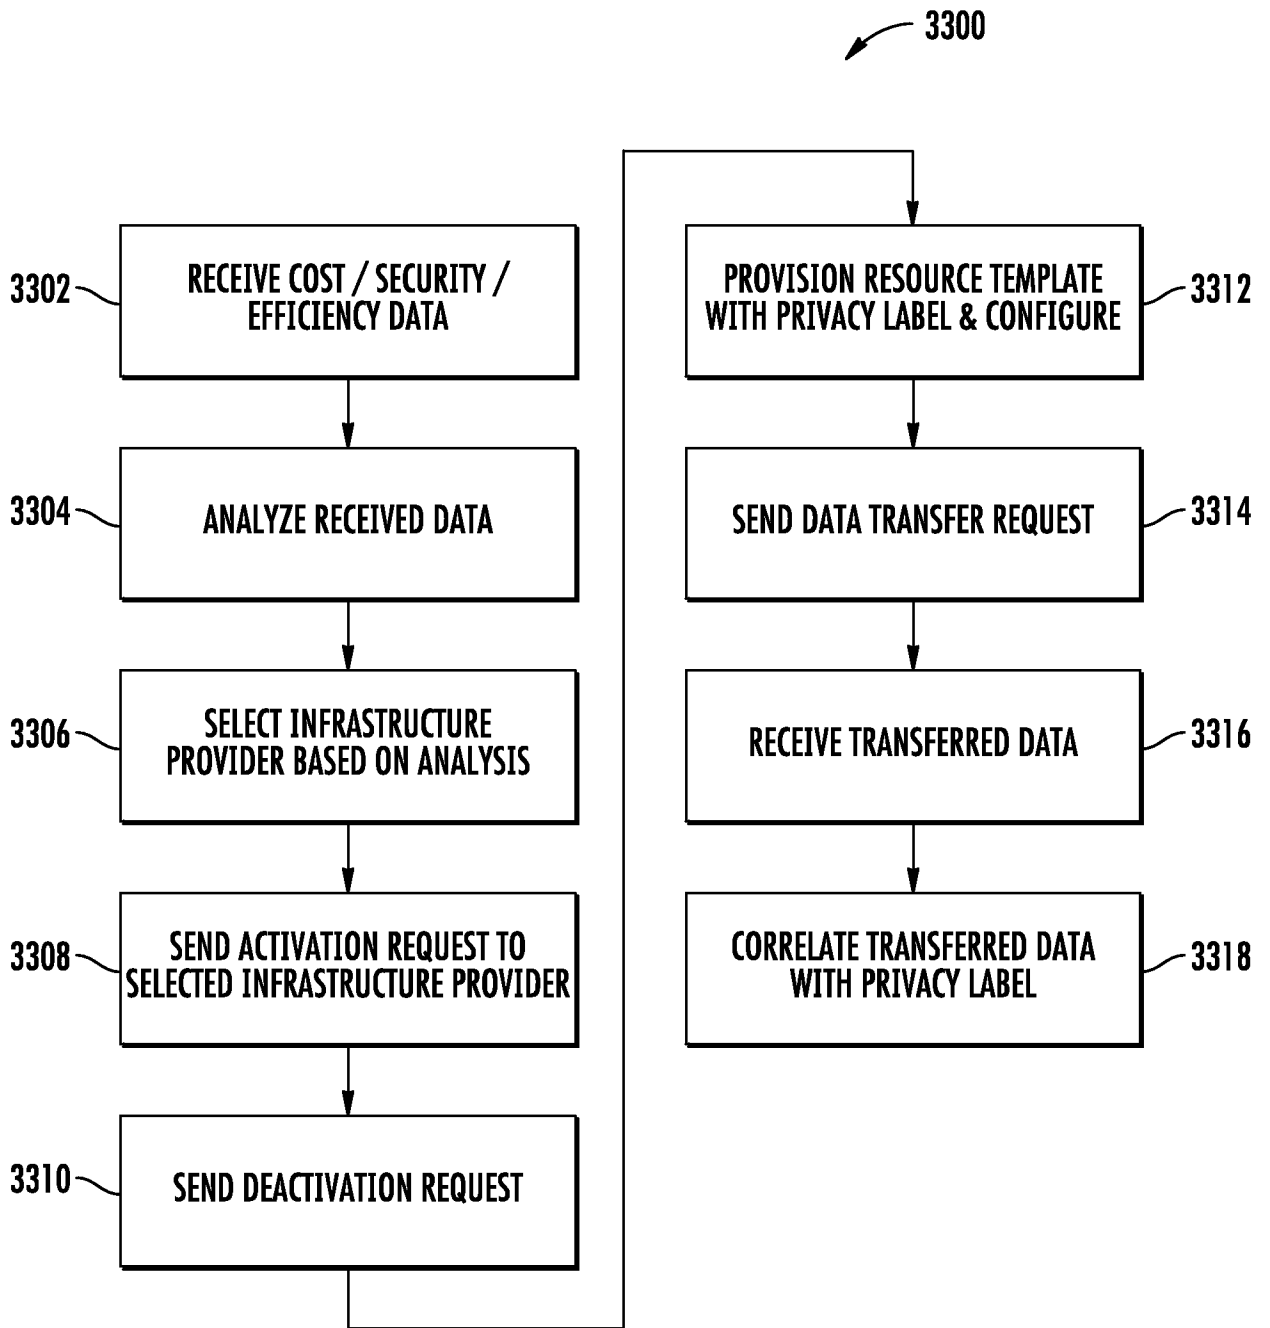 3300
3302
RECEIVE COST / SECURITY /
EFFICIENCY DATA
3304
ANALYZE RECEIVED DATA
3306
SELECT INFRASTRUCTURE
PROVIDER BASED ON ANALYSIS
3308
SEND ACTIVATION REQUEST TO
SELECTED INFRASTRUCTURE PROVIDER
3310
SEND DEACTIVATION REQUEST
PROVISION RESOURCE TEMPLATE
WITH PRIVACY LABEL & CONFIGURE
3312
SEND DATA TRANSFER REQUEST
3314
RECEIVE TRANSFERRED DATA
3316
CORRELATE TRANSFERRED DATA
WITH PRIVACY LABEL
3318